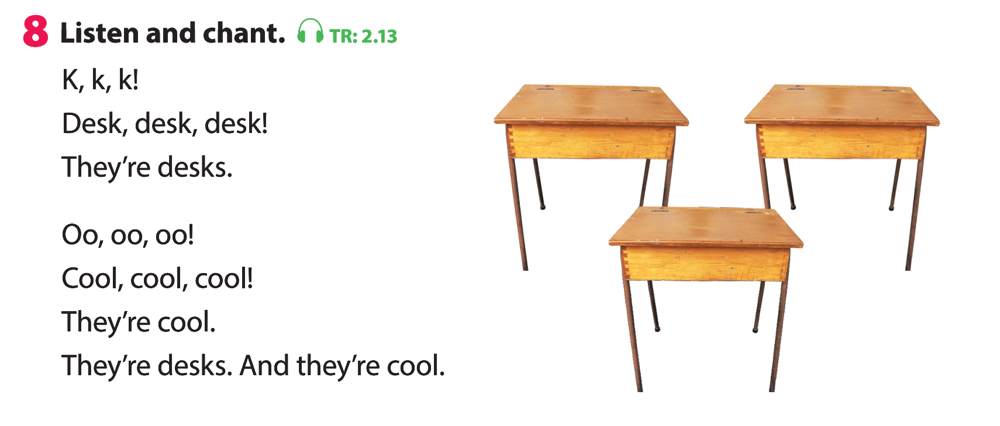 8 Listen and chant. TR: 2.13
K, k, k!
Desk, desk, desk!
They’re desks.
Oo, oo, oo!
Cool, cool, cool!
They’re cool.
They’re desks. And they’re cool.